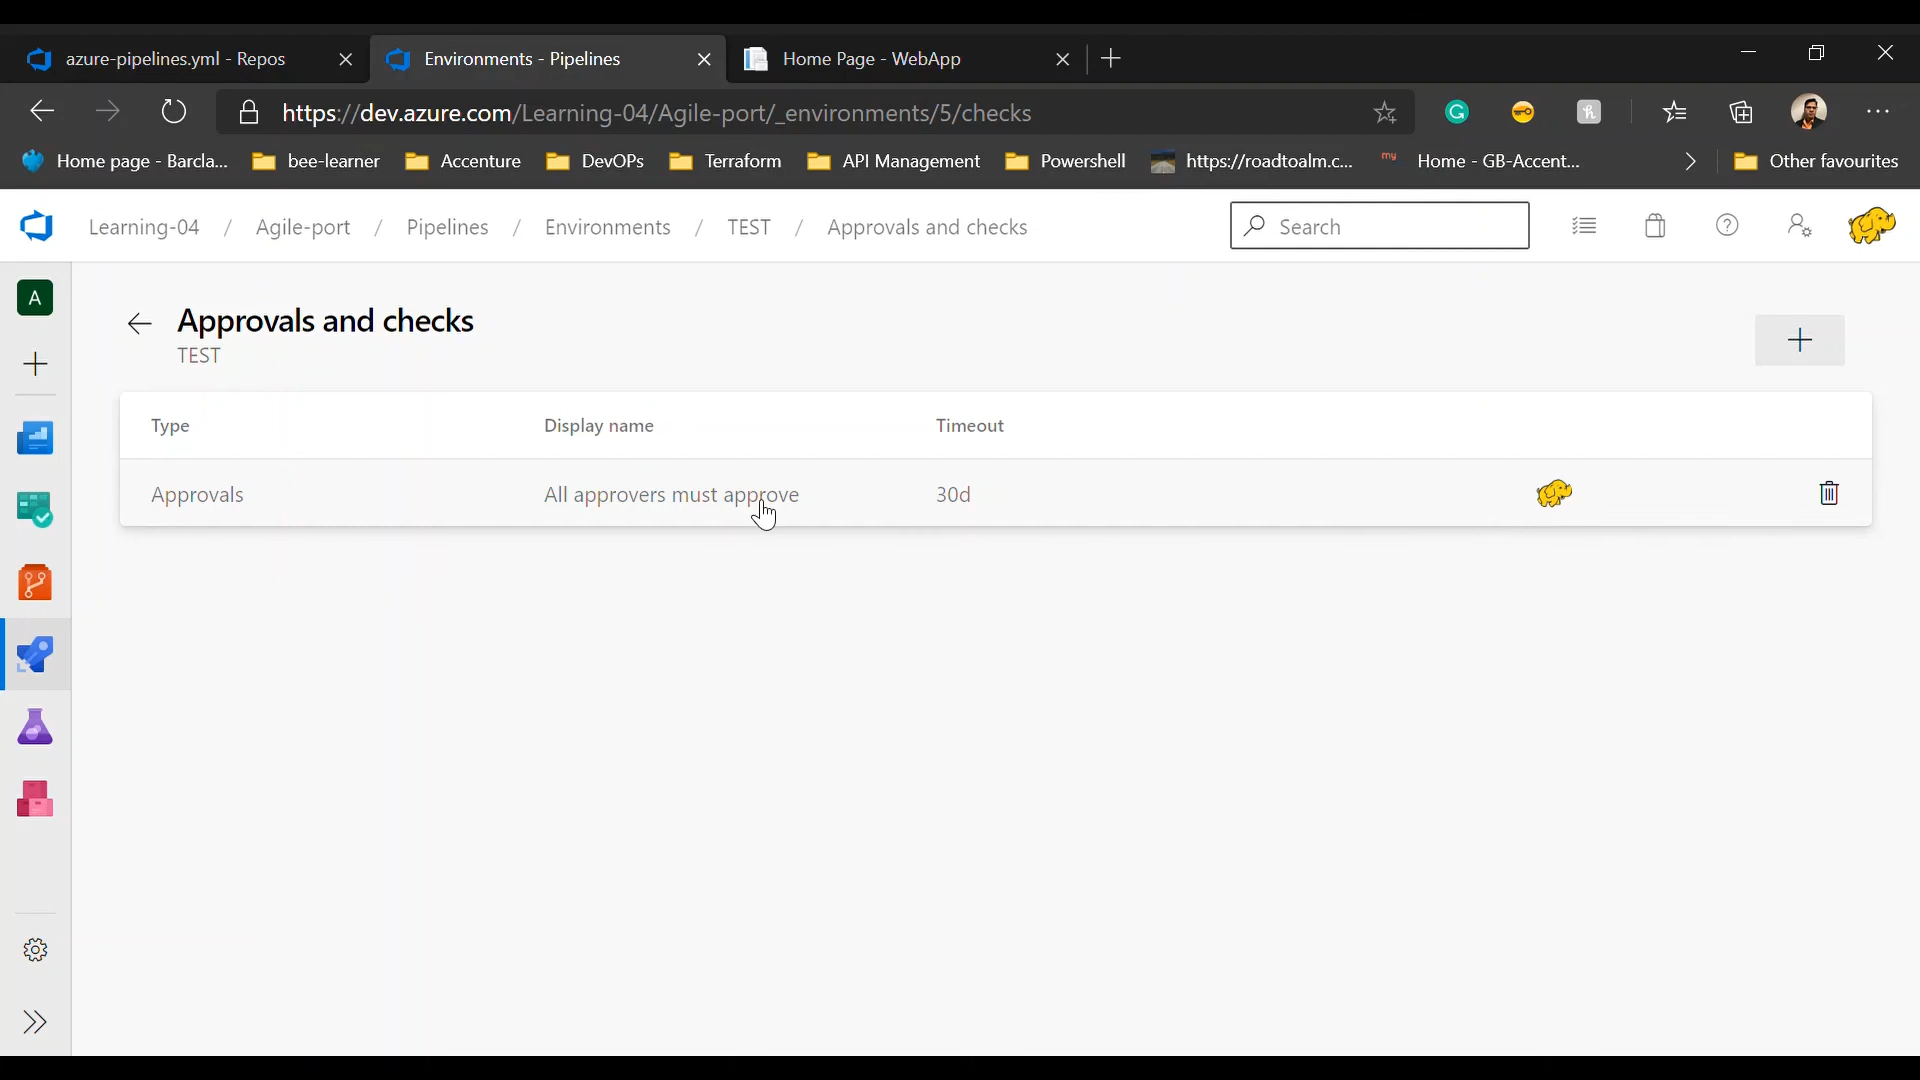 azure-pipelines.yml - Repos
Environments - Pipelines
Home Page - WebApp
https://dev.azure.com/Learning-04/Agile-port/_environments/5/checks
Home page - Barcla...
bee-learner
Accenture
DevOPs
Terraform
API Management
Powershell
https://roadtoalm.c...
my
Home - GB-Accent...
Other favourites
Learning-04 / Agile-port / Pipelines / Environments / TEST / Approvals and checks
Search
A
Approvals and checks
TEST
Type Display name Timeout
Approvals All approvers must approve 30d